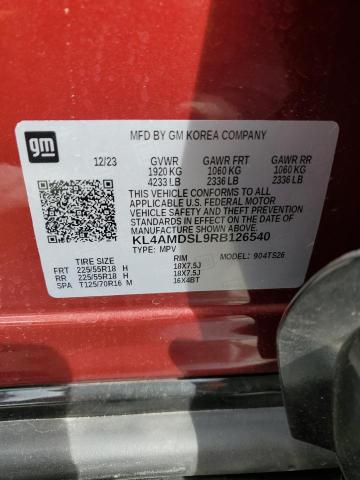 gm
MFD BY GM KOREA COMPANY
12/23 GVWR GAWR FRT GAWR RR
1920 KG 1060 KG 1060 KG
4233 LB 2336 LB 2336 LB
THIS VEHICLE CONFORMS TO ALL
APPLICABLE U.S. FEDERAL MOTOR
VEHICLE SAFETY, BUMPER, AND
THEFT PREVENTION STANDARDS
IN EFFECT ON THE DATE OF
MANUFACTURE SHOWN ABOVE.
KL4AMDSL9RB126540
TYPE: MPV MODEL: 904TS26
TIRE SIZE RIM
FRT 225/55R18 H 18X7.5J
RR 225/55R18 H 18X7.5J
SPA T125/70R16 M 16X4BT